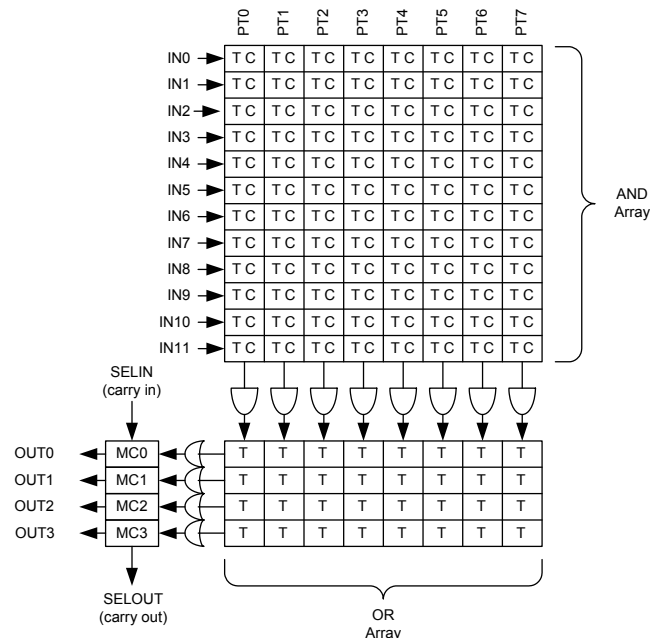 PT0 PT1 PT2 PT3 PT4 PT5 PT6 PT7
IN0 T C T C T C T C T C T C T C T C
IN1 T C T C T C T C T C T C T C T C
IN2 T C T C T C T C T C T C T C T C
IN3 T C T C T C T C T C T C T C T C
IN4 T C T C T C T C T C T C T C T C
IN5 T C T C T C T C T C T C T C T C
IN6 T C T C T C T C T C T C T C T C
IN7 T C T C T C T C T C T C T C T C
IN8 T C T C T C T C T C T C T C T C
IN9 T C T C T C T C T C T C T C T C
IN10 T C T C T C T C T C T C T C T C
IN11 T C T C T C T C T C T C T C T C
AND
Array
SELIN
(carry in)
OUT0 MC0 T T T T T T T T
OUT1 MC1 T T T T T T T T
OUT2 MC2 T T T T T T T T
OUT3 MC3 T T T T T T T T
SELOUT
(carry out)
OR
Array